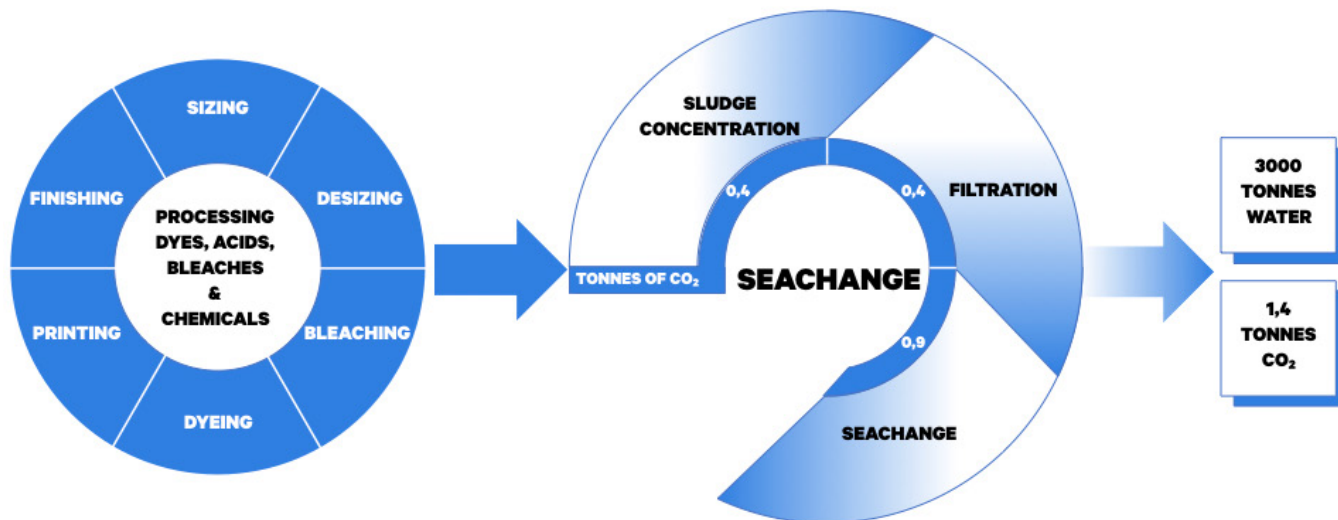 SIZING
DESIZING
BLEACHING
DYEING
PRINTING
FINISHING
PROCESSING
DYES, ACIDS,
BLEACHES
&
CHEMICALS
SLUDGE
CONCENTRATION
0,4
0,4
FILTRATION
TONNES OF CO₂
SEACHANGE
0,9
SEACHANGE
3000
TONNES
WATER
1,4
TONNES
CO₂